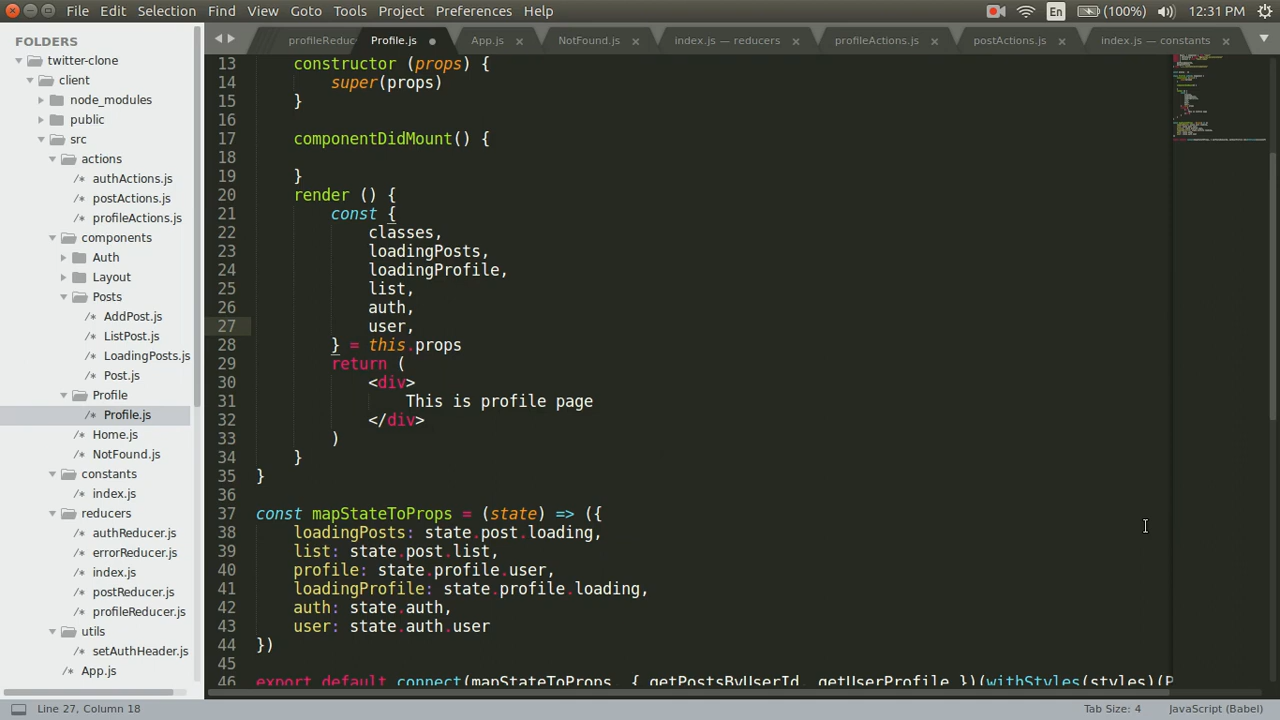 File Edit Selection Find View Goto Tools Project Preferences Help
En (100%) 12:31 PM
FOLDERS
twitter-clone
client
node_modules
public
src
actions
authActions.js
postActions.js
profileActions.js
components
Auth
Layout
Posts
AddPost.js
ListPost.js
LoadingPosts.js
Post.js
Profile
Profile.js
Home.js
NotFound.js
constants
index.js
reducers
authReducer.js
errorReducer.js
index.js
postReducer.js
profileReducer.js
utils
setAuthHeader.js
App.js
profileReduc Profile.js App.js NotFound.js index.js — reducers profileActions.js postActions.js index.js — constants
13 constructor (props) {
14 super(props)
15 }
16
17 componentDidMount() {
18
19 }
20 render () {
21 const {
22 classes,
23 loadingPosts,
24 loadingProfile,
25 list,
26 auth,
27 user,
28 } = this.props
29 return (
30 <div>
31 This is profile page
32 </div>
33 )
34 }
35 }
36
37 const mapStateToProps = (state) => ({
38 loadingPosts: state.post.loading,
39 list: state.post.list,
40 profile: state.profile.user,
41 loadingProfile: state.profile.loading,
42 auth: state.auth,
43 user: state.auth.user
44 })
45
46 export default connect(mapStateToProps, { getPostsByUserId, getUserProfile })(withStyles(styles)(P
Line 27, Column 18 Tab Size: 4 JavaScript (Babel)